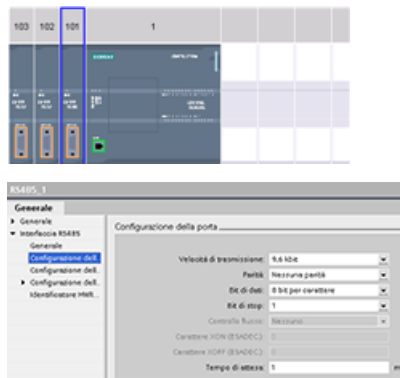 103 102 101 1
SIEMENS
RS485_1
Generale
Generale
Interfaccia RS485
Generale
Configurazione dell.
Configurazione dell.
Configurazione dell.
Identificatore HW...
Configurazione della porta
Velocità di trasmissione: 9,6 kbit
Parità: Nessuna parità
Bit di dati: 8 bit per carattere
Bit di stop: 1
Controllo flusso: Nessuno
Carattere XON (ESADEC.): 0
Carattere XOFF (ESADEC.): 0
Tempo di attesa: 1 m